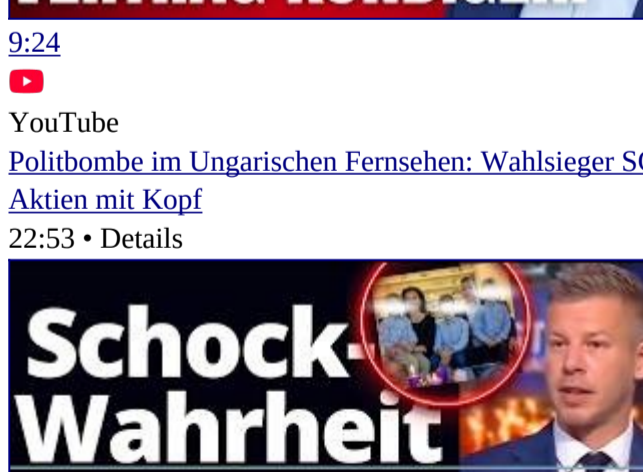 9:24
YouTube
Politbombe im Ungarischen Fernsehen: Wahlsieger
Aktien mit Kopf
22:53 • Details
Schock-
Wahrheit